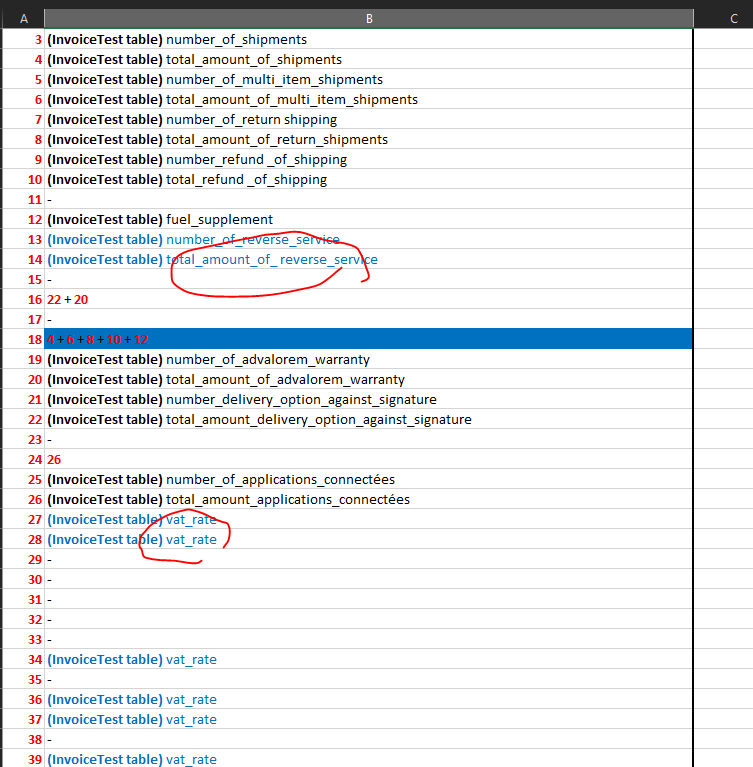 A B C
3 (InvoiceTest table) number_of_shipments
4 (InvoiceTest table) total_amount_of_shipments
5 (InvoiceTest table) number_of_multi_item_shipments
6 (InvoiceTest table) total_amount_of_multi_item_shipments
7 (InvoiceTest table) number_of_return shipping
8 (InvoiceTest table) total_amount_of_return_shipments
9 (InvoiceTest table) number_refund _of_shipping
10 (InvoiceTest table) total_refund _of_shipping
11 -
12 (InvoiceTest table) fuel_supplement
13 (InvoiceTest table) number_of_reverse_service
14 (InvoiceTest table) total_amount_of_ reverse_service
15 -
16 22 + 20
17 -
18 4 + 6 + 8 + 10 + 12
19 (InvoiceTest table) number_of_advalorem_warranty
20 (InvoiceTest table) total_amount_of_advalorem_warranty
21 (InvoiceTest table) number_delivery_option_against_signature
22 (InvoiceTest table) total_amount_delivery_option_against_signature
23 -
24 26
25 (InvoiceTest table) number_of_applications_connectées
26 (InvoiceTest table) total_amount_applications_connectées
27 (InvoiceTest table) vat_rate
28 (InvoiceTest table) vat_rate
29 -
30 -
31 -
32 -
33 -
34 (InvoiceTest table) vat_rate
35 -
36 (InvoiceTest table) vat_rate
37 (InvoiceTest table) vat_rate
38 -
39 (InvoiceTest table) vat_rate